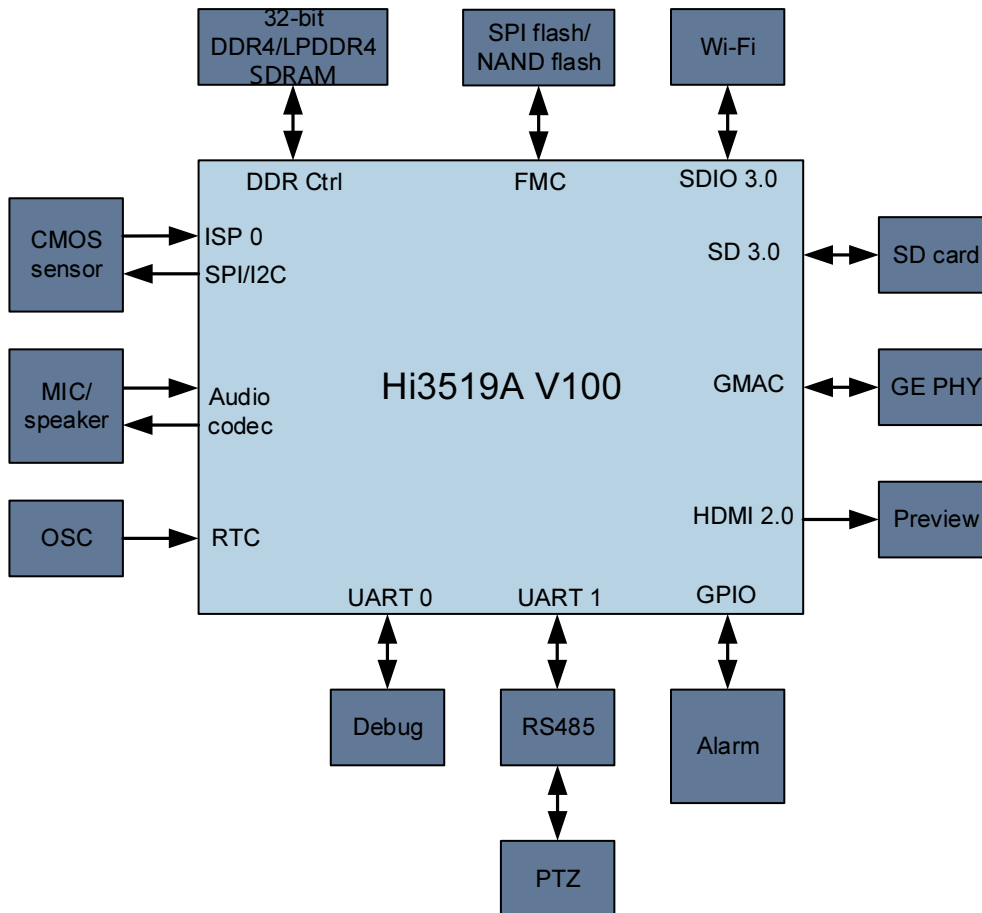 32-bit
DDR4/LPDDR4
SDRAM
SPI flash/
NAND flash
Wi-Fi
DDR Ctrl
FMC
SDIO 3.0
CMOS
sensor
ISP 0
SPI/I2C
SD 3.0
SD card
MIC/
speaker
Audio
codec
Hi3519A V100
GMAC
GE PHY
OSC
RTC
HDMI 2.0
Preview
UART 0
UART 1
GPIO
Debug
RS485
Alarm
PTZ